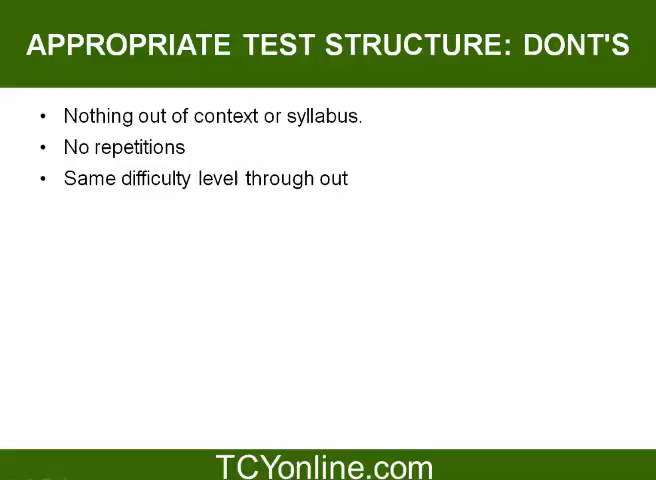 APPROPRIATE TEST STRUCTURE: DONT'S
• Nothing out of context or syllabus.
• No repetitions
• Same difficulty level through out
TCYonline.com